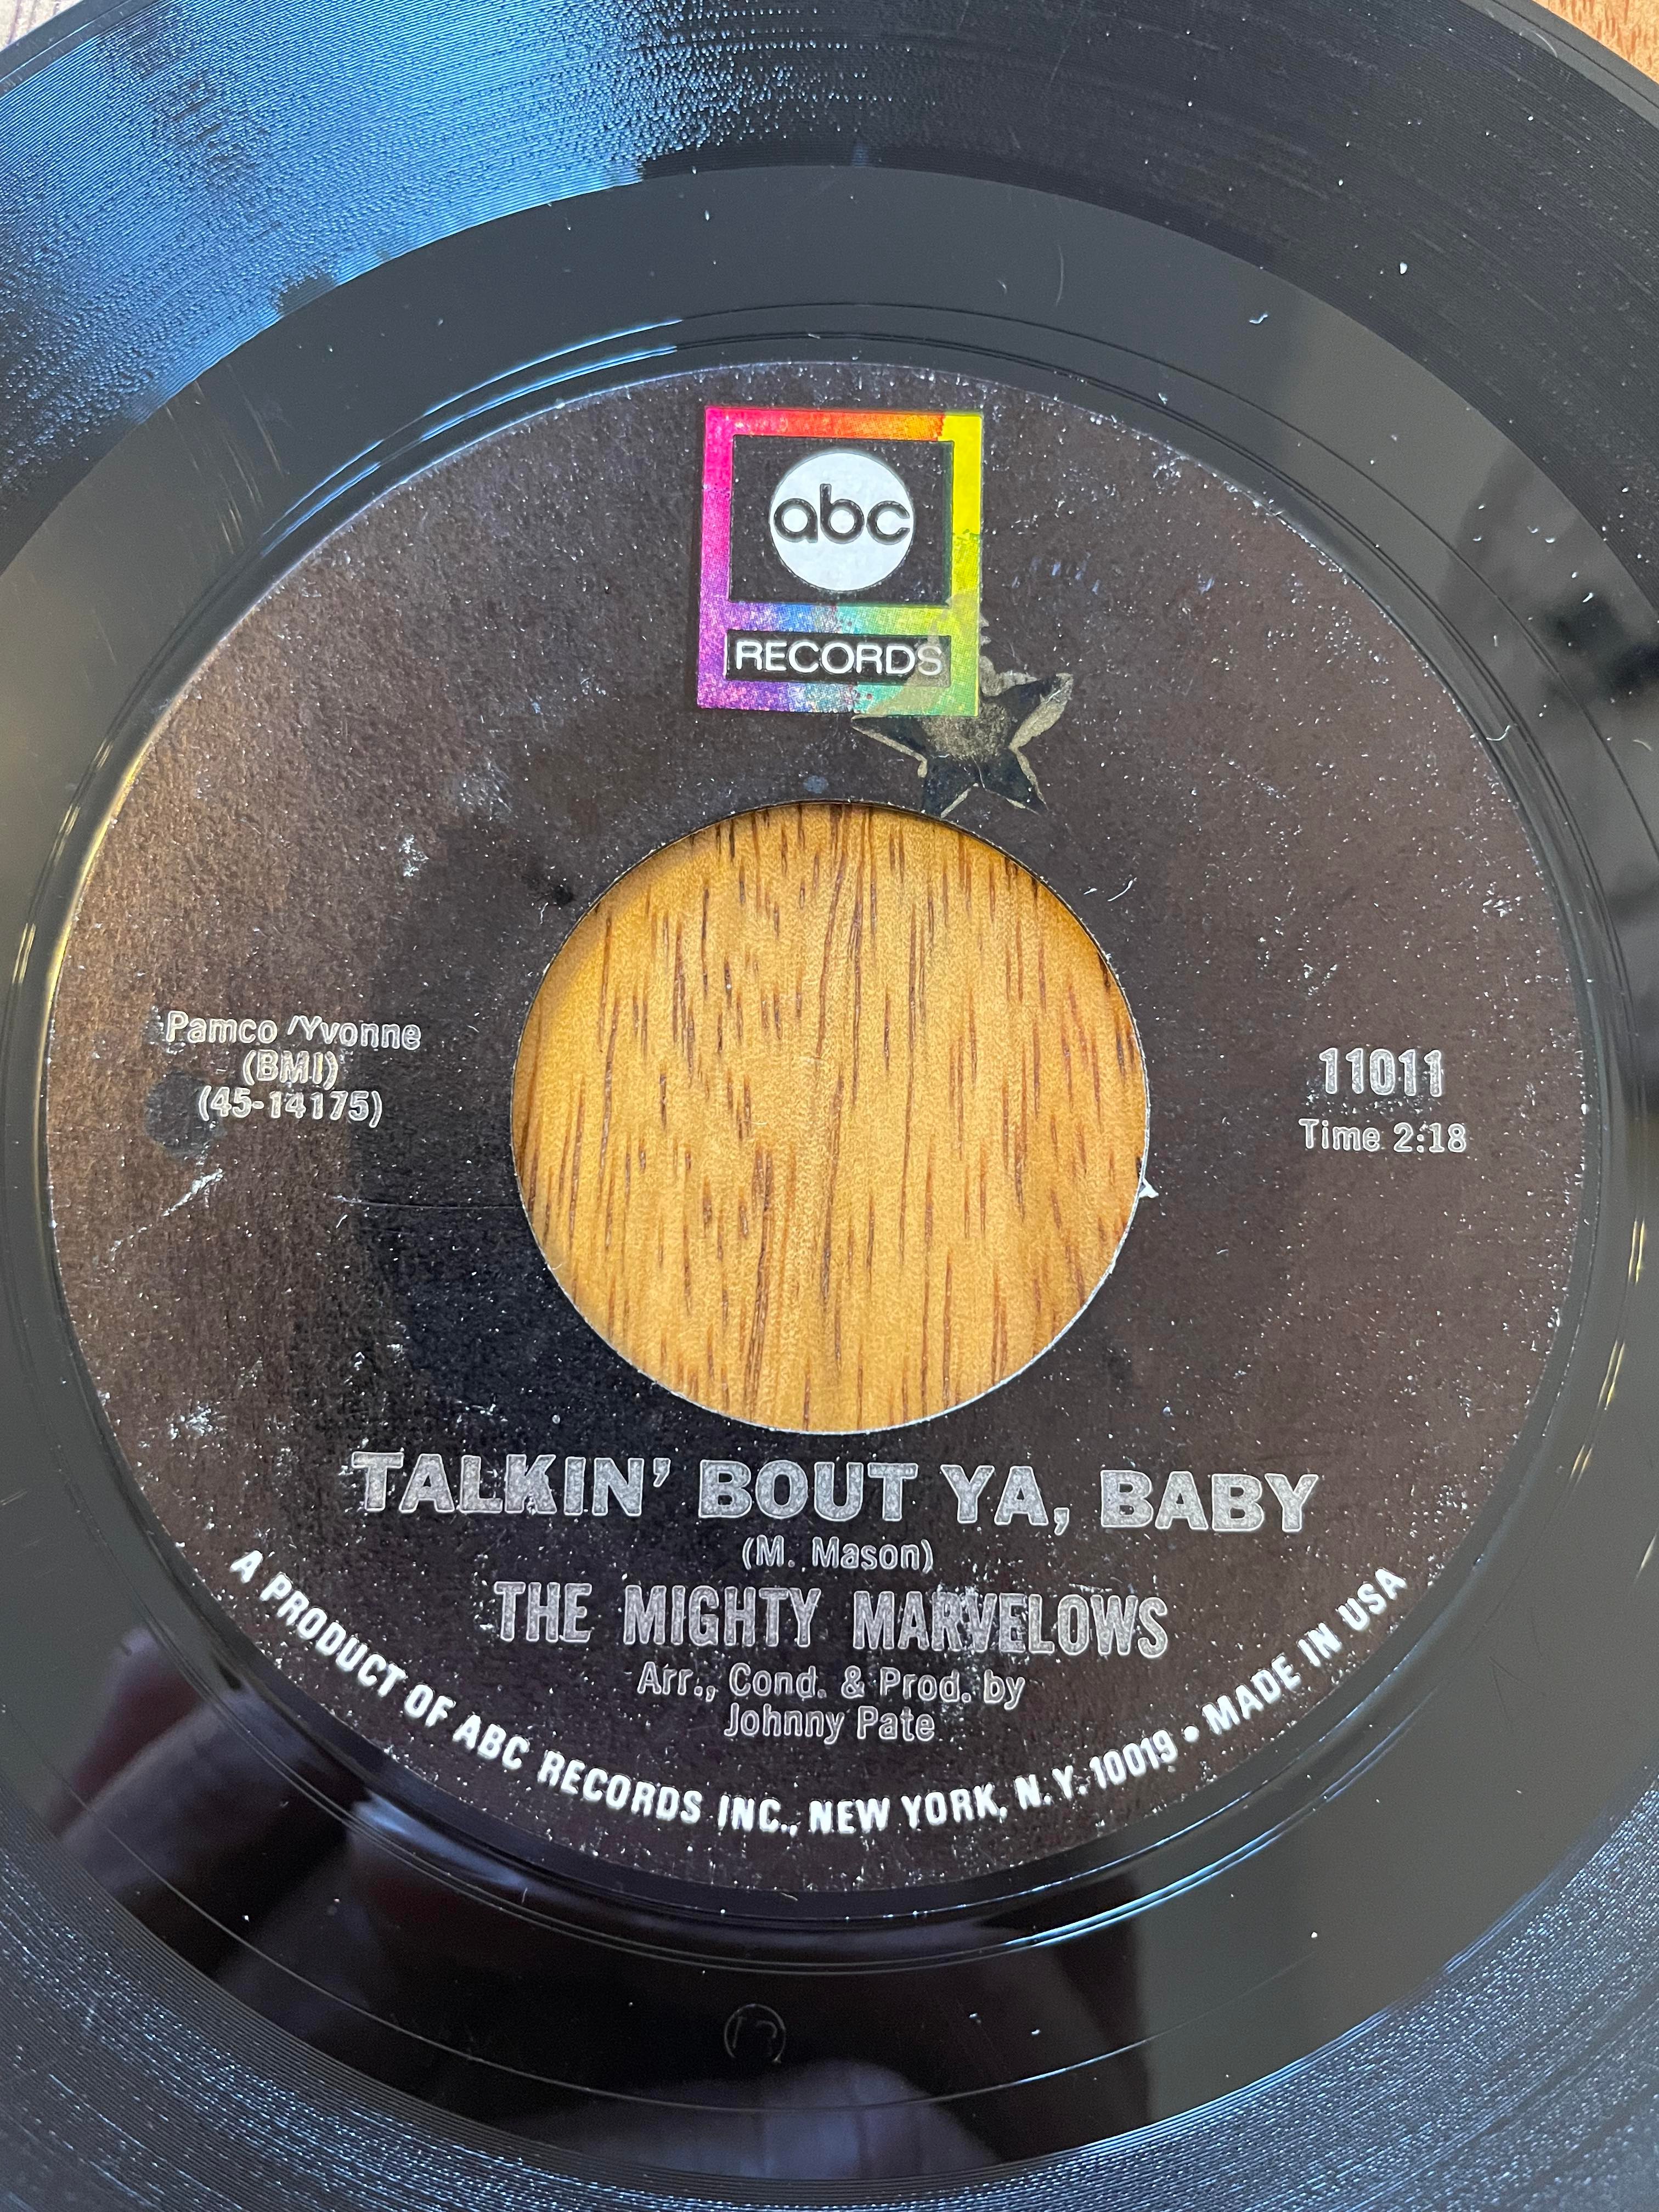 abc
RECORDS
Pamco/Yvonne
(BMI)
(45-14175)
11011
Time 2:18
TALKIN' BOUT YA, BABY
(M. Mason)
THE MIGHTY MARVELOWS
Arr., Cond. & Prod. by
Johnny Pate
A PRODUCT OF ABC RECORDS INC., NEW YORK, N.Y. 10019 • MADE IN USA